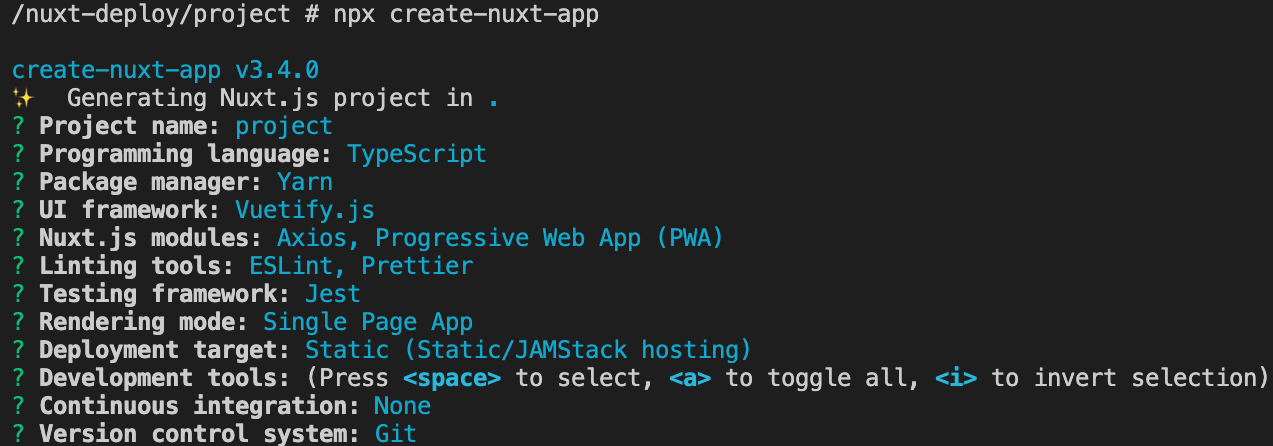 /nuxt-deploy/project # npx create-nuxt-app
create-nuxt-app v3.4.0
✨ Generating Nuxt.js project in .
? Project name: project
? Programming language: TypeScript
? Package manager: Yarn
? UI framework: Vuetify.js
? Nuxt.js modules: Axios, Progressive Web App (PWA)
? Linting tools: ESLint, Prettier
? Testing framework: Jest
? Rendering mode: Single Page App
? Deployment target: Static (Static/JAMStack hosting)
? Development tools: (Press <space> to select, <a> to toggle all, <i> to invert selection)
? Continuous integration: None
? Version control system: Git